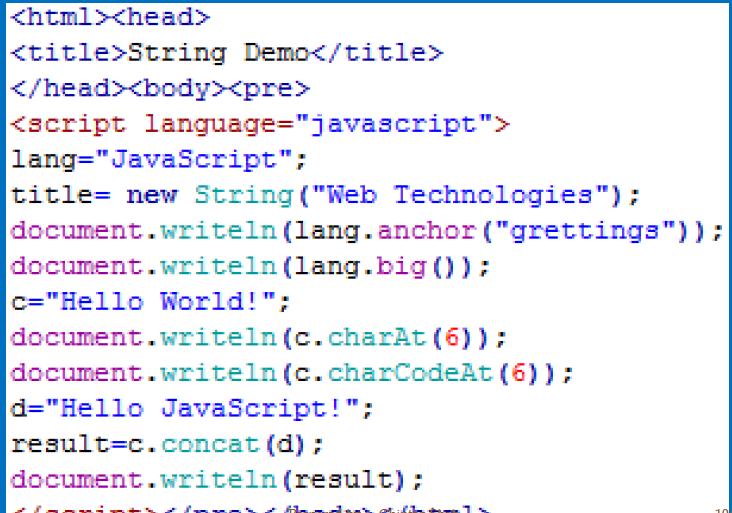 <html><head>
<title>String Demo</title>
</head><body><pre>
<script language="javascript">
lang="JavaScript";
title= new String("Web Technologies");
document.writeln(lang.anchor("grettings"));
document.writeln(lang.big());
c="Hello World!";
document.writeln(c.charAt(6));
document.writeln(c.charCodeAt(6));
d="Hello JavaScript!";
result=c.concat(d);
document.writeln(result);
</script></pre></body></html>